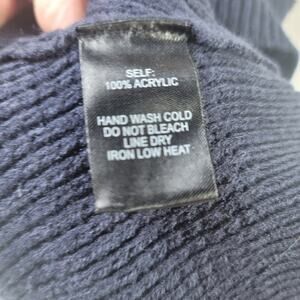 SELF:
100% ACRYLIC
HAND WASH COLD
DO NOT BLEACH
LINE DRY
IRON LOW HEAT